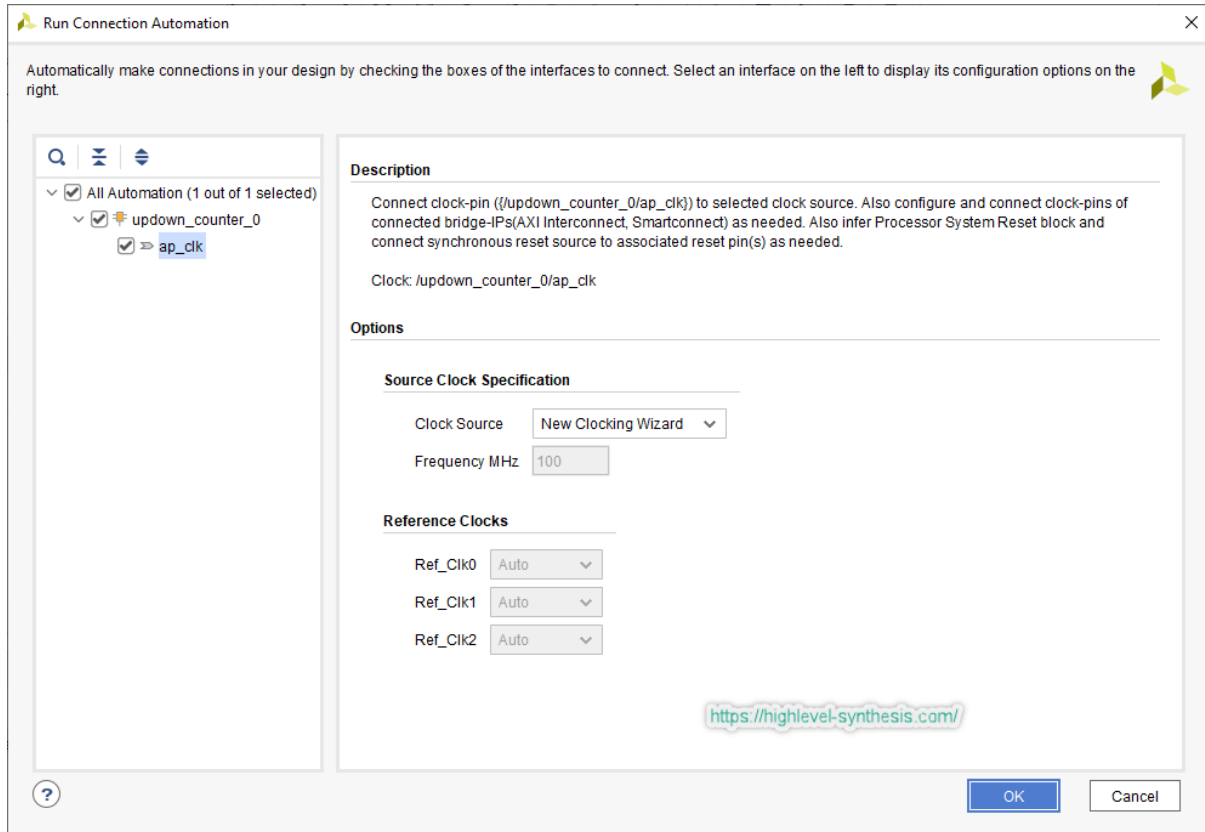 Run Connection Automation
Automatically make connections in your design by checking the boxes of the interfaces to connect. Select an interface on the left to display its configuration options on the
right.
All Automation (1 out of 1 selected)
updown_counter_0
ap_clk
Description
Connect clock-pin ({/updown_counter_0/ap_clk}) to selected clock source. Also configure and connect clock-pins of
connected bridge-IPs(AXI Interconnect, Smartconnect) as needed. Also infer Processor System Reset block and
connect synchronous reset source to associated reset pin(s) as needed.
Clock: /updown_counter_0/ap_clk
Options
Source Clock Specification
Clock Source New Clocking Wizard
Frequency MHz 100
Reference Clocks
Ref_Clk0 Auto
Ref_Clk1 Auto
Ref_Clk2 Auto
https://highlevel-synthesis.com/
? OK Cancel